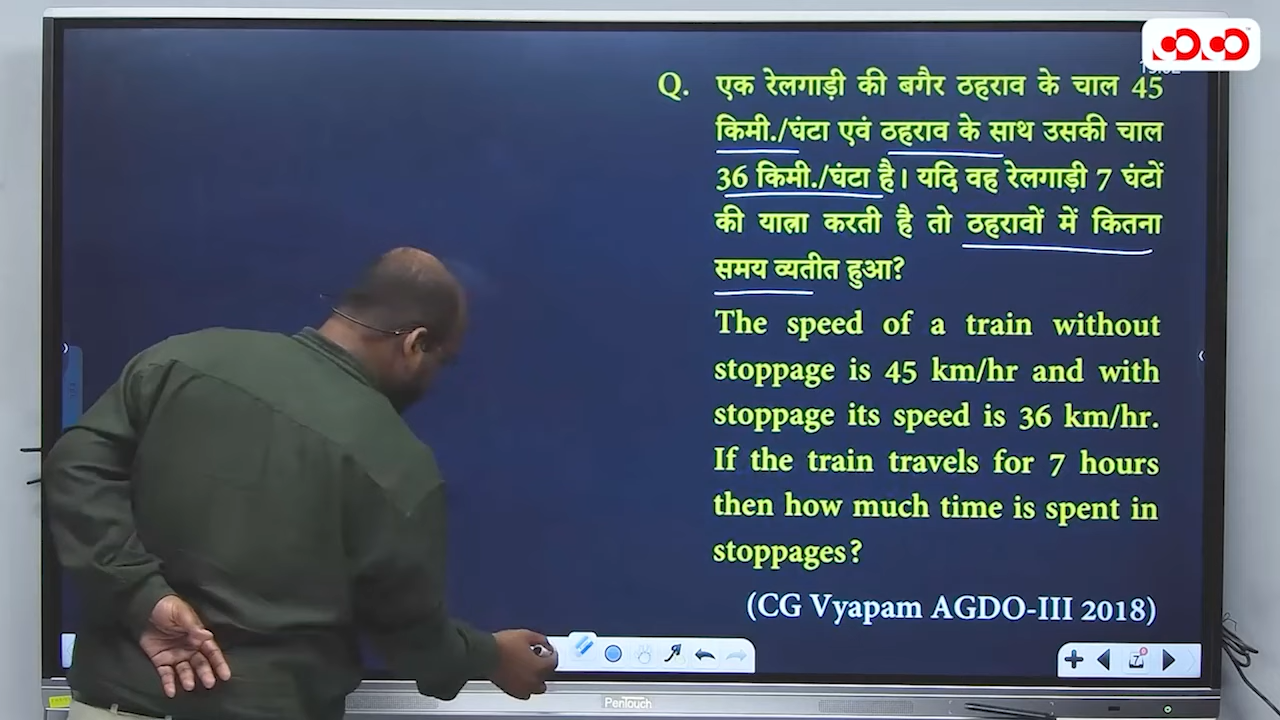 Q. एक रेलगाड़ी की बगैर ठहराव के चाल 45
किमी./घंटा एवं ठहराव के साथ उसकी चाल
36 किमी./घंटा है। यदि वह रेलगाड़ी 7 घंटों
की यात्रा करती है तो ठहरावों में कितना
समय व्यतीत हुआ?
The speed of a train without
stoppage is 45 km/hr and with
stoppage its speed is 36 km/hr.
If the train travels for 7 hours
then how much time is spent in
stoppages?
(CG Vyapam AGDO-III 2018)
PenTouch